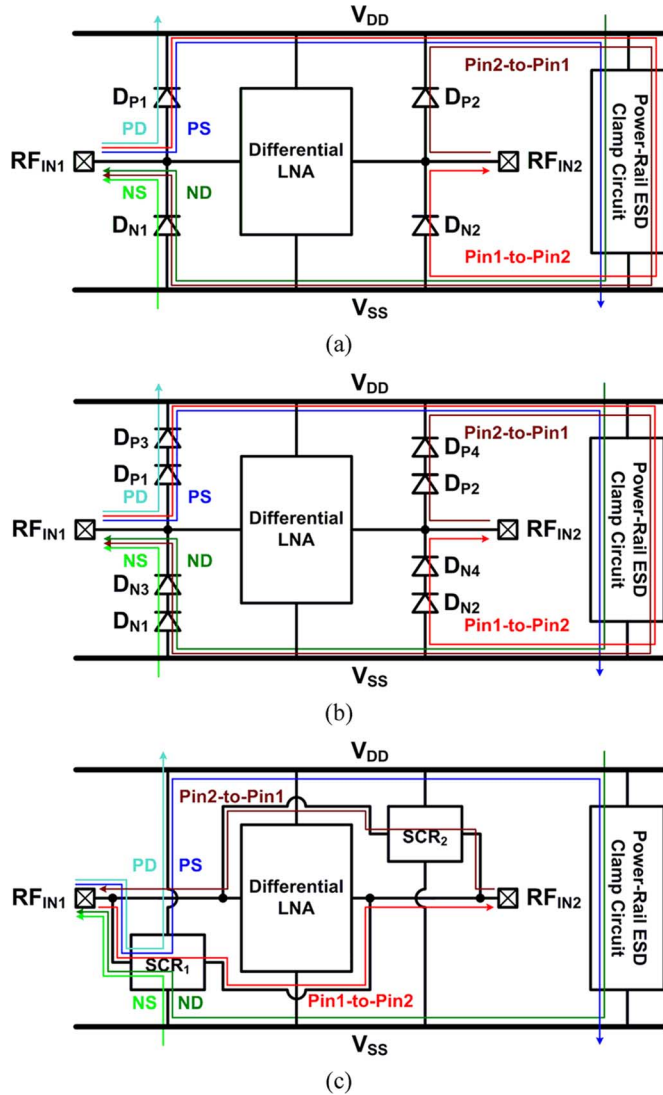 VDD
DP1
DP2
Pin2-to-Pin1
PD
PS
RFIN1
Differential
LNA
RFIN2
Power-Rail ESD
Clamp Circuit
NS
ND
DN1
DN2
Pin1-to-Pin2
VSS
(a)
VDD
DP3
DP4
Pin2-to-Pin1
DP1
DP2
PD
PS
RFIN1
Differential
LNA
RFIN2
Power-Rail ESD
Clamp Circuit
NS
ND
DN3
DN4
DN1
DN2
Pin1-to-Pin2
VSS
(b)
VDD
Pin2-to-Pin1
SCR2
PD
PS
RFIN1
Differential
LNA
RFIN2
Power-Rail ESD
Clamp Circuit
SCR1
NS
ND
Pin1-to-Pin2
VSS
(c)